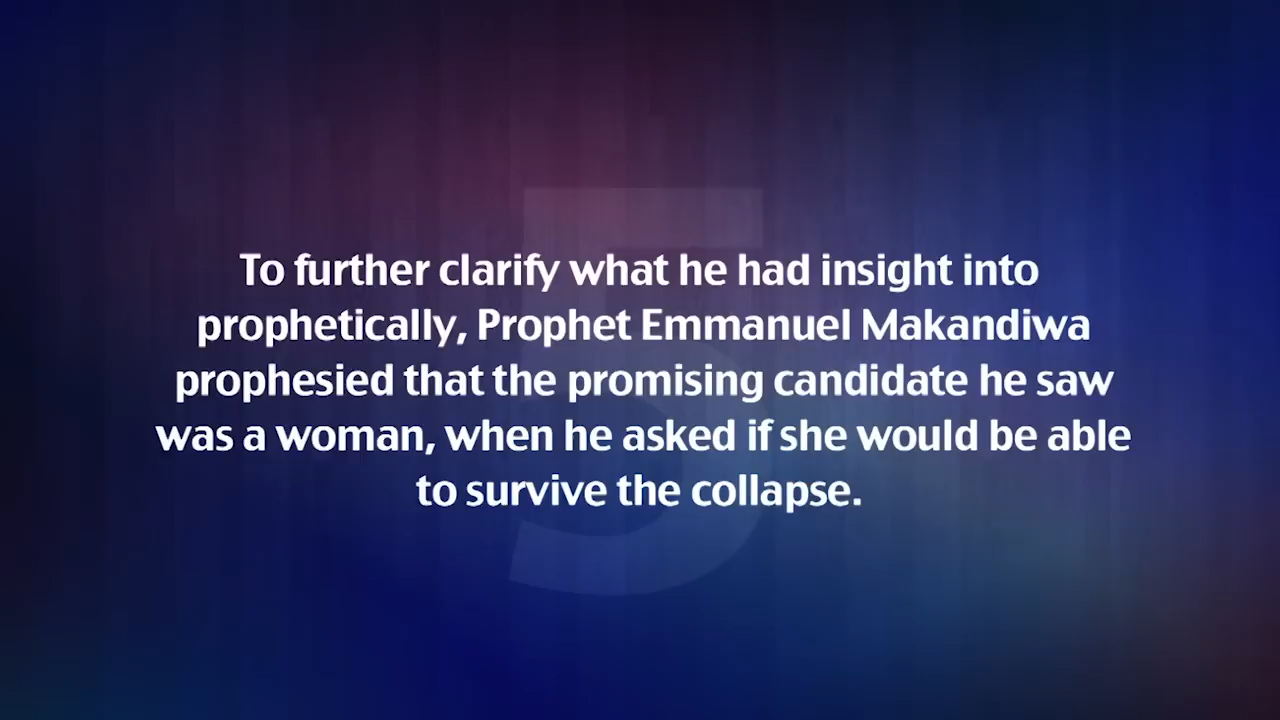 5
To further clarify what he had insight into
prophetically, Prophet Emmanuel Makandiwa
prophesied that the promising candidate he saw
was a woman, when he asked if she would be able
to survive the collapse.